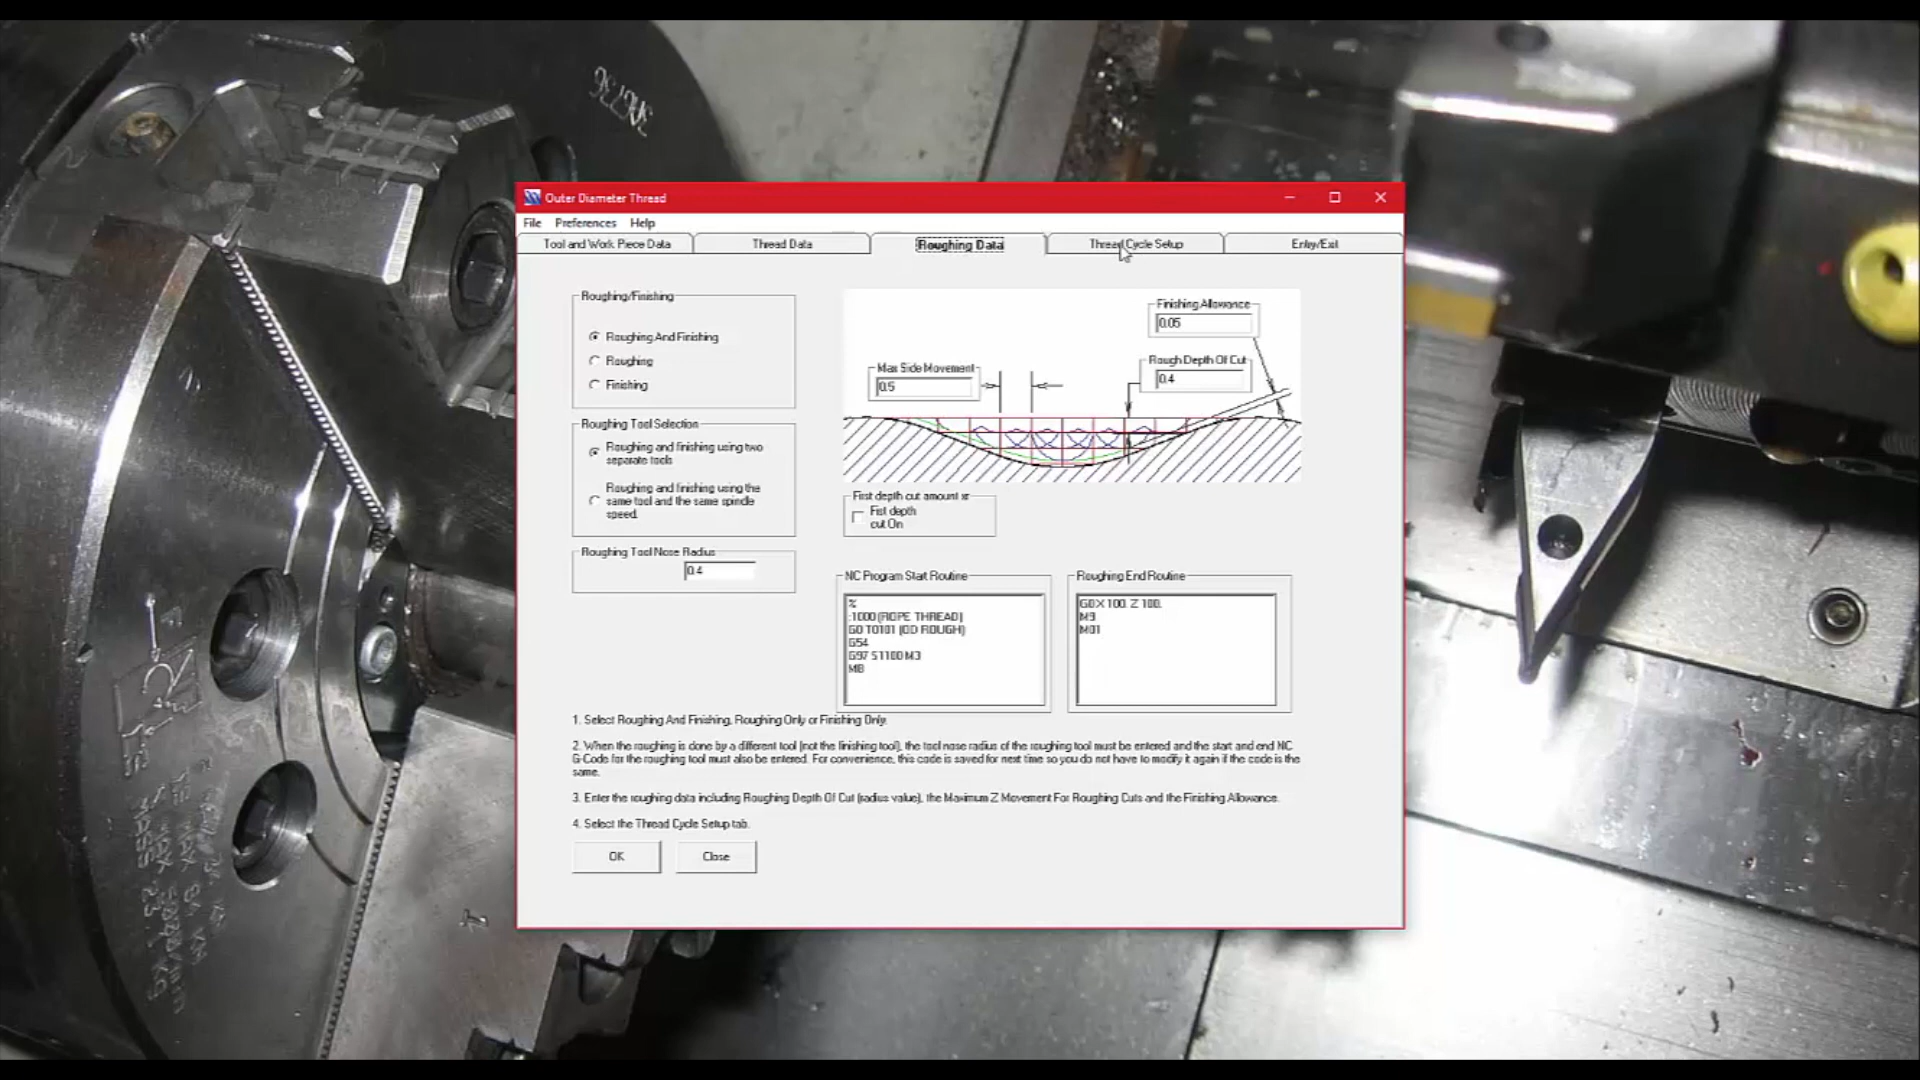 Outer Diameter Thread
File Preferences Help
Tool and Work Piece Data Thread Data Roughing Data Thread Cycle Setup Entry/Exit
Roughing/Finishing
Roughing And Finishing
Roughing
Finishing
Roughing Tool Selection
Roughing and finishing using two
separate tools
Roughing and finishing using the
same tool and the same spindle
speed.
Roughing Tool Nose Radius
0.4
Finishing Allowance
0.05
Max Side Movement
0.5
Rough Depth Of Cut
0.4
First depth cut amount xr
Fist depth
cut On
NC Program Start Routine
%
:1000 (ROPE THREAD)
G0 T0101 (OD ROUGH)
G54
G97 S1100 M3
M8
Roughing End Routine
G0 X 100. Z 100.
M9
M01
1. Select Roughing And Finishing, Roughing Only or Finishing Only.
2. When the roughing is done by a different tool (not the finishing tool), the tool nose radius of the roughing tool must be entered and the start and end NC
G-Code for the roughing tool must also be entered. For convenience, this code is saved for next time so you do not have to modify it again if the code is the
same.
3. Enter the roughing data including Roughing Depth Of Cut (radius value), the Maximum Z Movement For Roughing Cuts and the Finishing Allowance.
4. Select the Thread Cycle Setup tab.
OK Close